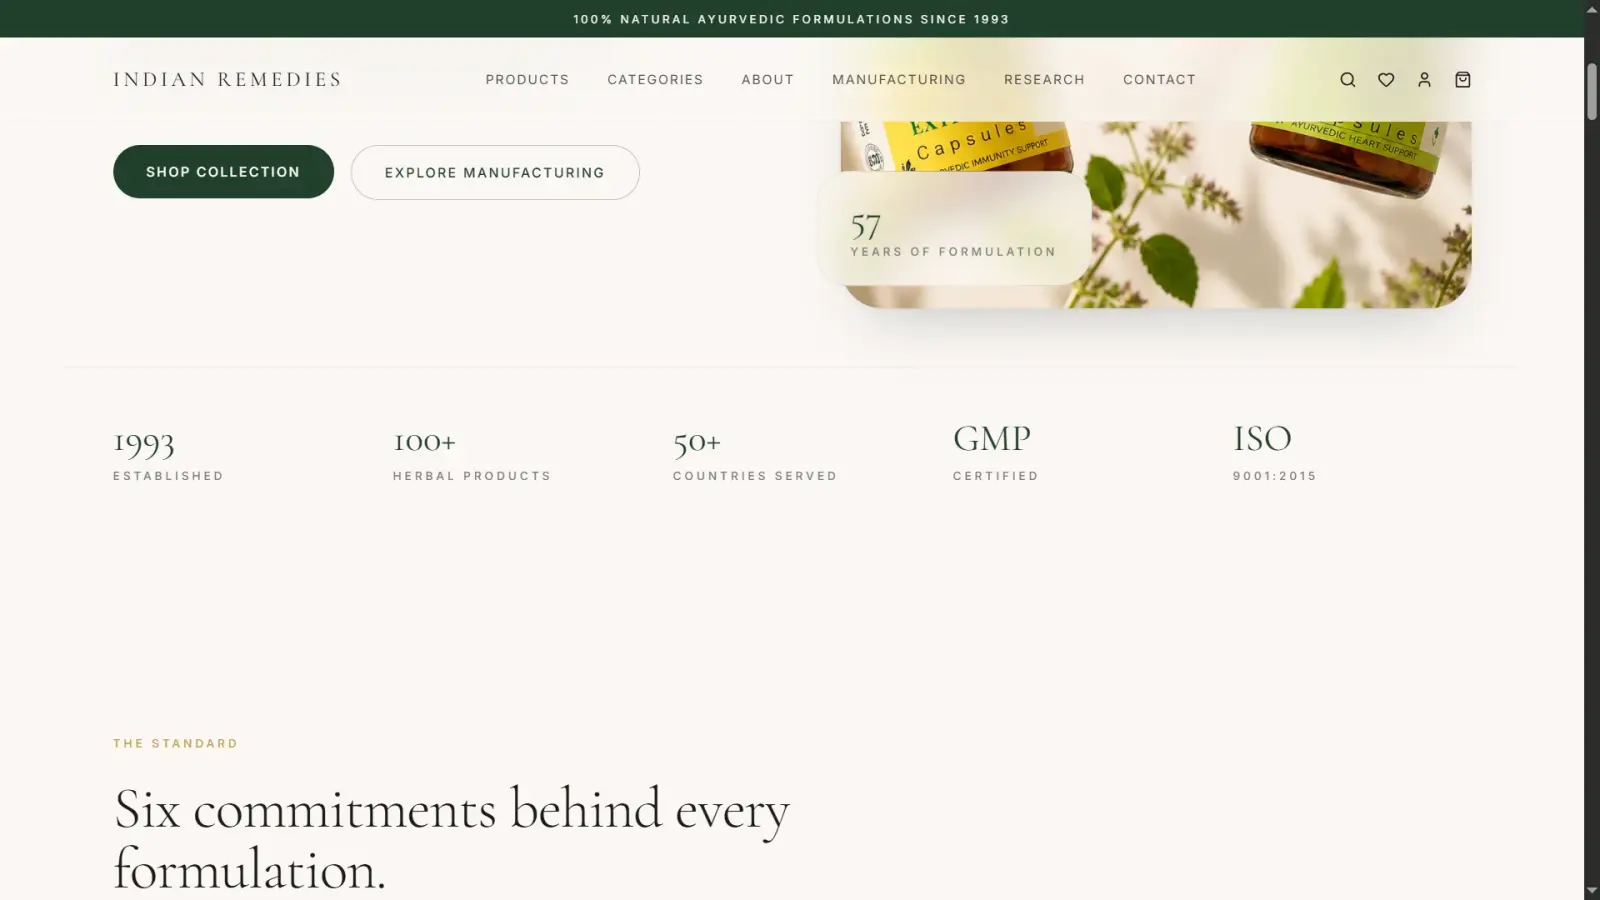 100% NATURAL AYURVEDIC FORMULATIONS SINCE 1993
INDIAN REMEDIES
PRODUCTS
CATEGORIES
ABOUT
MANUFACTURING
RESEARCH
CONTACT
SHOP COLLECTION
EXPLORE MANUFACTURING
Capsules
IMMUNITY SUPPORT
AYURVEDIC HEART SUPPORT
57
YEARS OF FORMULATION
1993
ESTABLISHED
100+
HERBAL PRODUCTS
50+
COUNTRIES SERVED
GMP
CERTIFIED
ISO
9001:2015
THE STANDARD
Six commitments behind every
formulation.